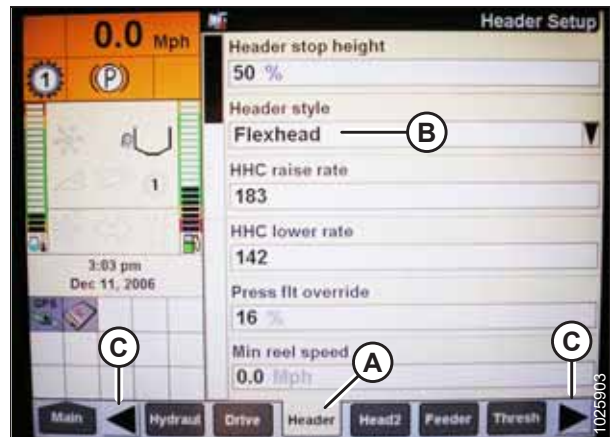 0.0 Mph
Header Setup
Header stop height
50 %
1
P
Header style
Flexhead
B
HHC raise rate
183
1
HHC lower rate
142
3:03 pm
Dec 11, 2006
Press flt override
16 %
GPS
Min reel speed
0.0 Mph
A
C
C
Main
Hydraul
Drive
Header
Head2
Feeder
Thresh
1025903